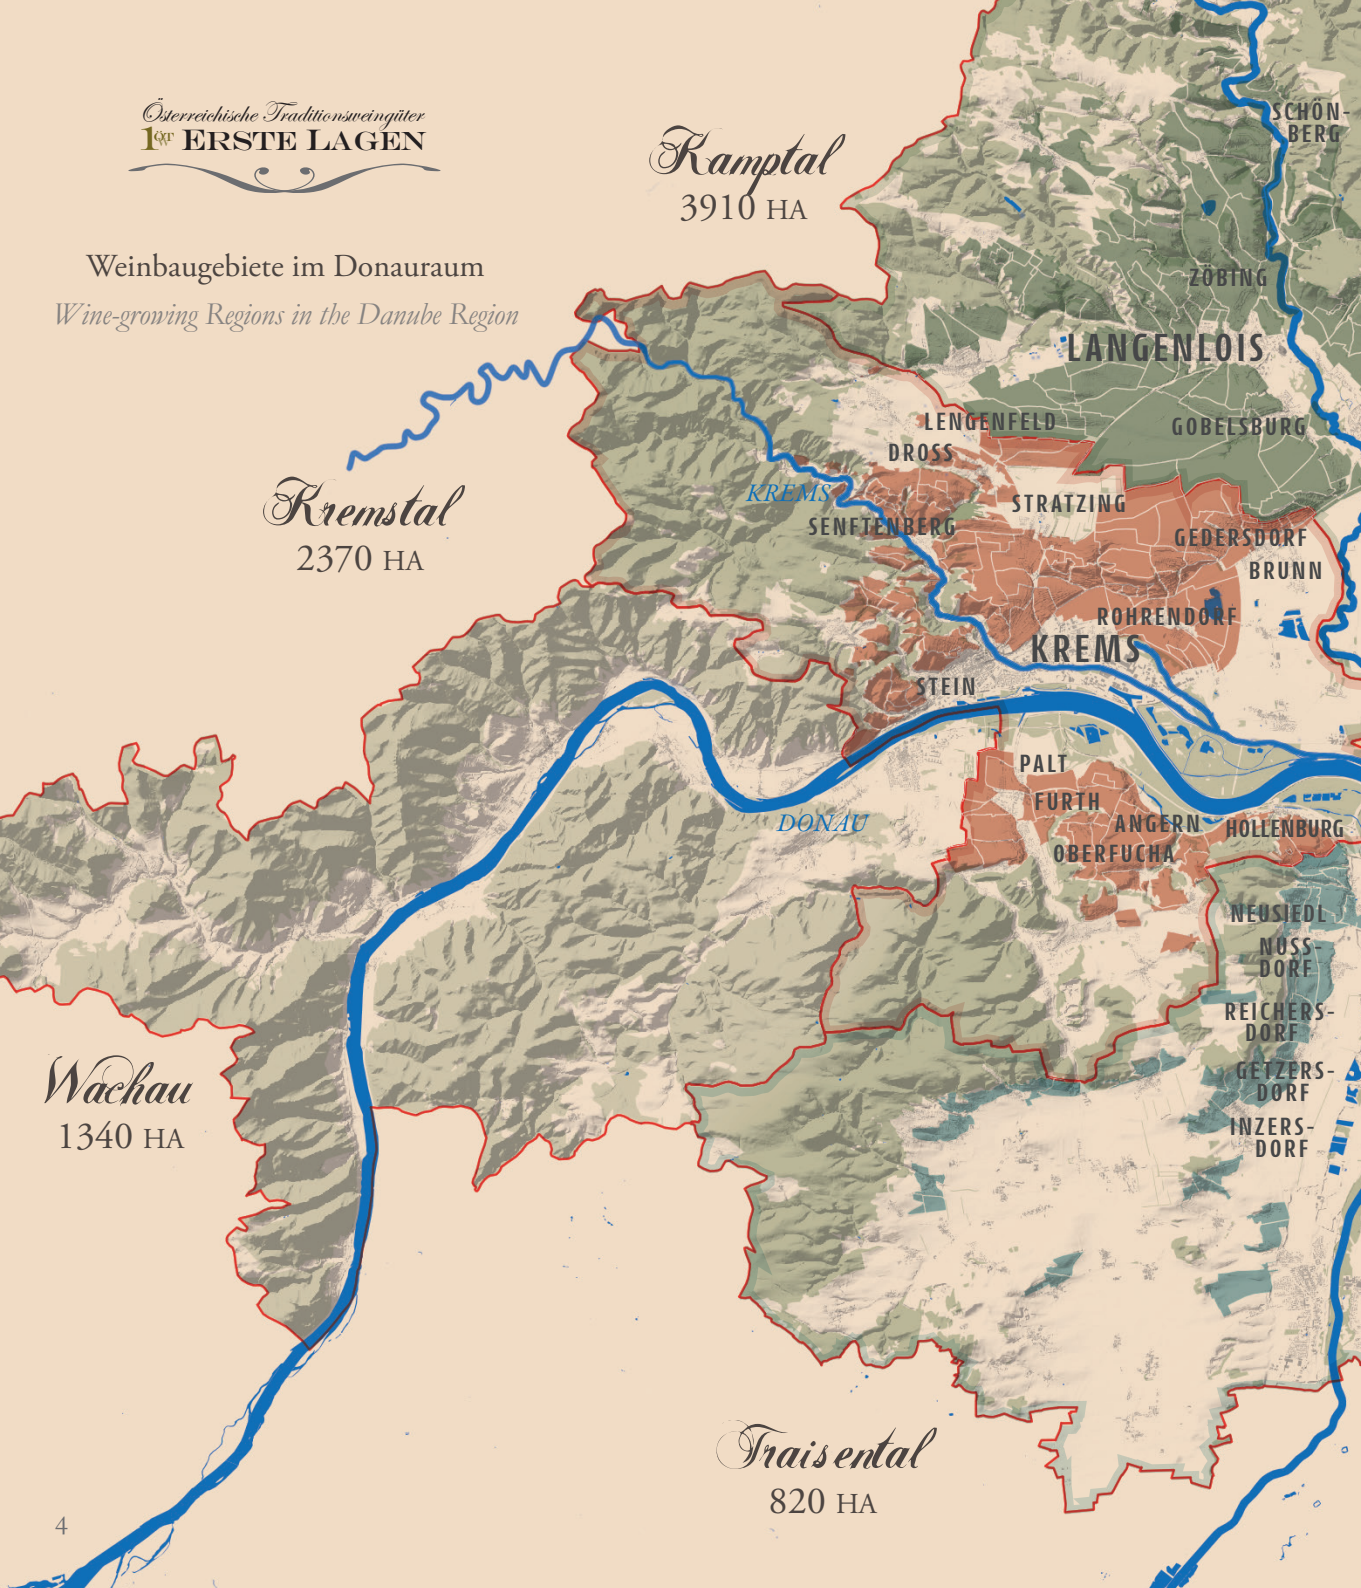 Österreichische Traditionsweingüter
1ÖTW ERSTE LAGEN
Weinbaugebiete im Donauraum
Wine-growing Regions in the Danube Region
Kamptal
3910 HA
SCHÖN-
BERG
ZÖBING
LANGENLOIS
GOBELSBURG
LENGENFELD
DROSS
KREMS
STRATZING
SENFTENBERG
GEDERSDORF
BRUNN
Kremstal
2370 HA
ROHRENDORF
KREMS
STEIN
PALT
FURTH
ANGERN
HOLLENBURG
OBERFUCHA
DONAU
NEUSIEDL
NUSS-
DORF
REICHERS-
DORF
GETZERS-
DORF
INZERS-
DORF
Wachau
1340 HA
Traisental
820 HA
4